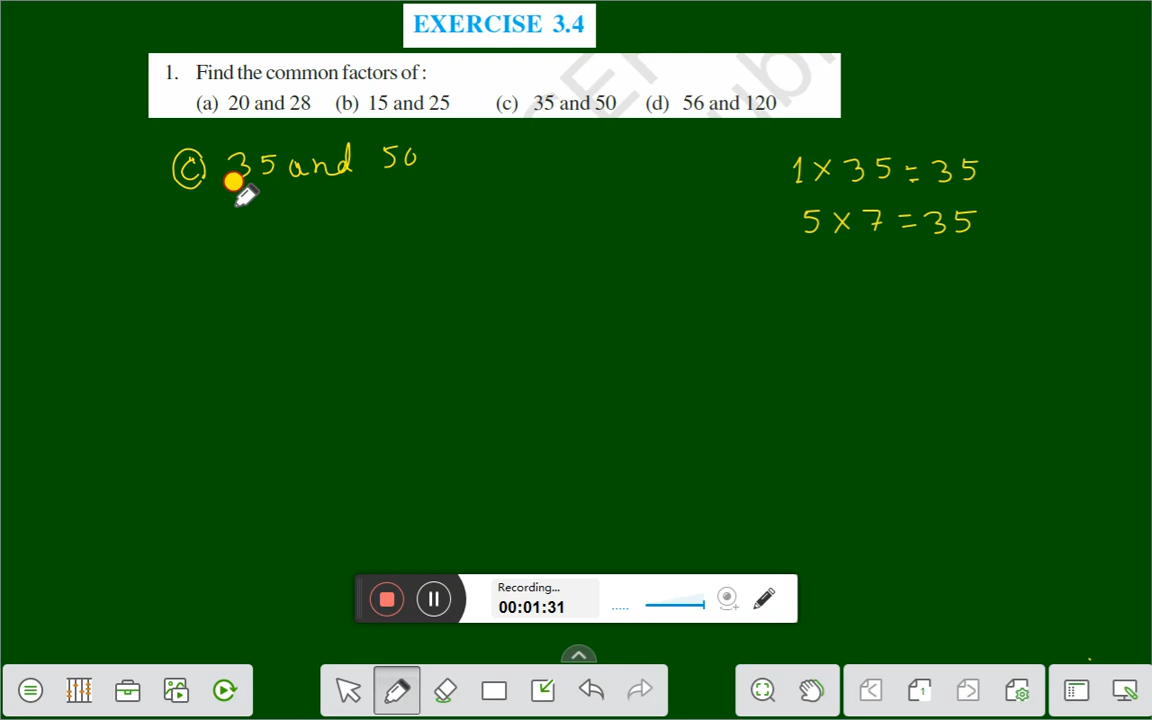 EXERCISE 3.4
1. Find the common factors of :
(a) 20 and 28 (b) 15 and 25 (c) 35 and 50 (d) 56 and 120
(c) 35 and 50
1 × 35 = 35
5 × 7 = 35
Recording...
00:01:31
1